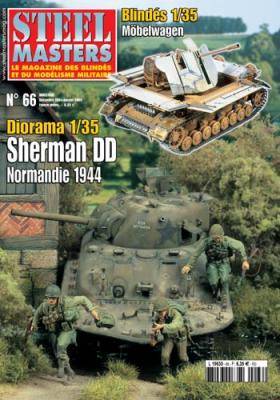 STEEL
MASTERS
LE MAGAZINE DES BLINDÉS
ET DU MODÉLISME MILITAIRE
N° 66
Blindés 1/35
Möbelwagen
Diorama 1/35
Sherman DD
Normandie 1944